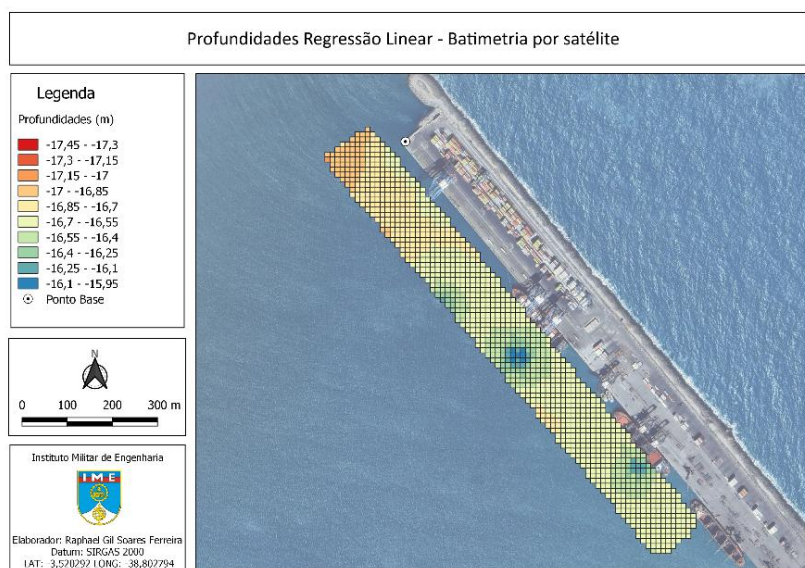 Profundidades Regressão Linear - Batimetria por satélite
Legenda
Profundidades (m)
-17,45 - -17,3
-17,3 - -17,15
-17,15 - -17
-17 - -16,85
-16,85 - -16,7
-16,7 - -16,55
-16,55 - -16,4
-16,4 - -16,25
-16,25 - -16,1
-16,1 - -15,95
Ponto Base
N
0 100 200 300 m
Instituto Militar de Engenharia
I M E
Elaborador: Raphael Gil Soares Ferreira
Datum: SIRGAS 2000
LAT: -3,520292 LONG: -38,802794